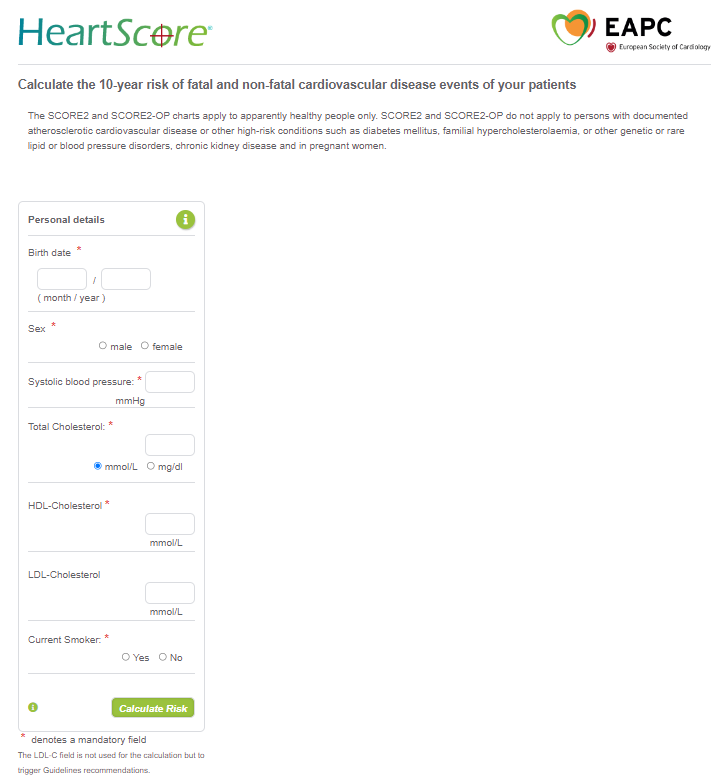 HeartScore®
EAPC
European Society of Cardiology
Calculate the 10-year risk of fatal and non-fatal cardiovascular disease events of your patients
The SCORE2 and SCORE2-OP charts apply to apparently healthy people only. SCORE2 and SCORE2-OP do not apply to persons with documented
atherosclerotic cardiovascular disease or other high-risk conditions such as diabetes mellitus, familial hypercholesterolaemia, or other genetic or rare
lipid or blood pressure disorders, chronic kidney disease and in pregnant women.
Personal details i
Birth date *
/
( month / year )
Sex *
male female
Systolic blood pressure: *
mmHg
Total Cholesterol: *
mmol/L mg/dl
HDL-Cholesterol *
mmol/L
LDL-Cholesterol
mmol/L
Current Smoker: *
Yes No
i Calculate Risk
* denotes a mandatory field
The LDL-C field is not used for the calculation but to
trigger Guidelines recommendations.